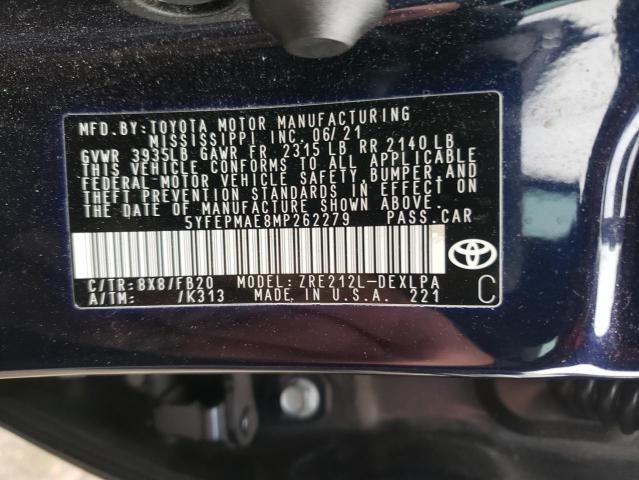 MFD. BY: TOYOTA MOTOR MANUFACTURING
MISSISSIPPI, INC. 06/21
GVWR 3935LB GAWR FR 2315 LB RR 2140 LB
THIS VEHICLE CONFORMS TO ALL APPLICABLE
FEDERAL MOTOR VEHICLE SAFETY, BUMPER, AND
THEFT PREVENTION STANDARDS IN EFFECT ON
THE DATE OF MANUFACTURE SHOWN ABOVE.
5YFEPMAE8MP262279 PASS. CAR
C/TR: 8X8/FB20 MODEL: ZRE212L-DEXLPA
A/TM: /K313 MADE IN U.S.A. 221 C